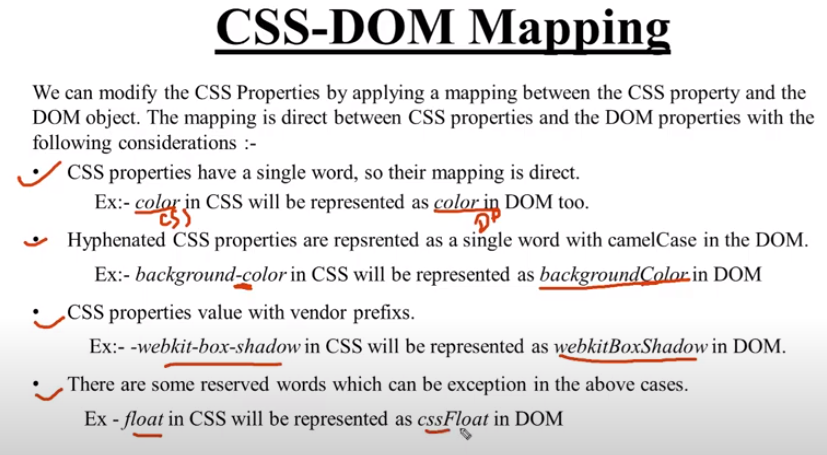 CSS-DOM Mapping
We can modify the CSS Properties by applying a mapping between the CSS property and the
DOM object. The mapping is direct between CSS properties and the DOM properties with the
following considerations :-
• CSS properties have a single word, so their mapping is direct.
Ex:- color in CSS will be represented as color in DOM too.
CSS
• Hyphenated CSS properties are repsrented as a single word with camelCase in the DOM.
Ex:- background-color in CSS will be represented as backgroundColor in DOM
• CSS properties value with vendor prefixs.
Ex:- -webkit-box-shadow in CSS will be represented as webkitBoxShadow in DOM.
• There are some reserved words which can be exception in the above cases.
Ex - float in CSS will be represented as cssFloat in DOM